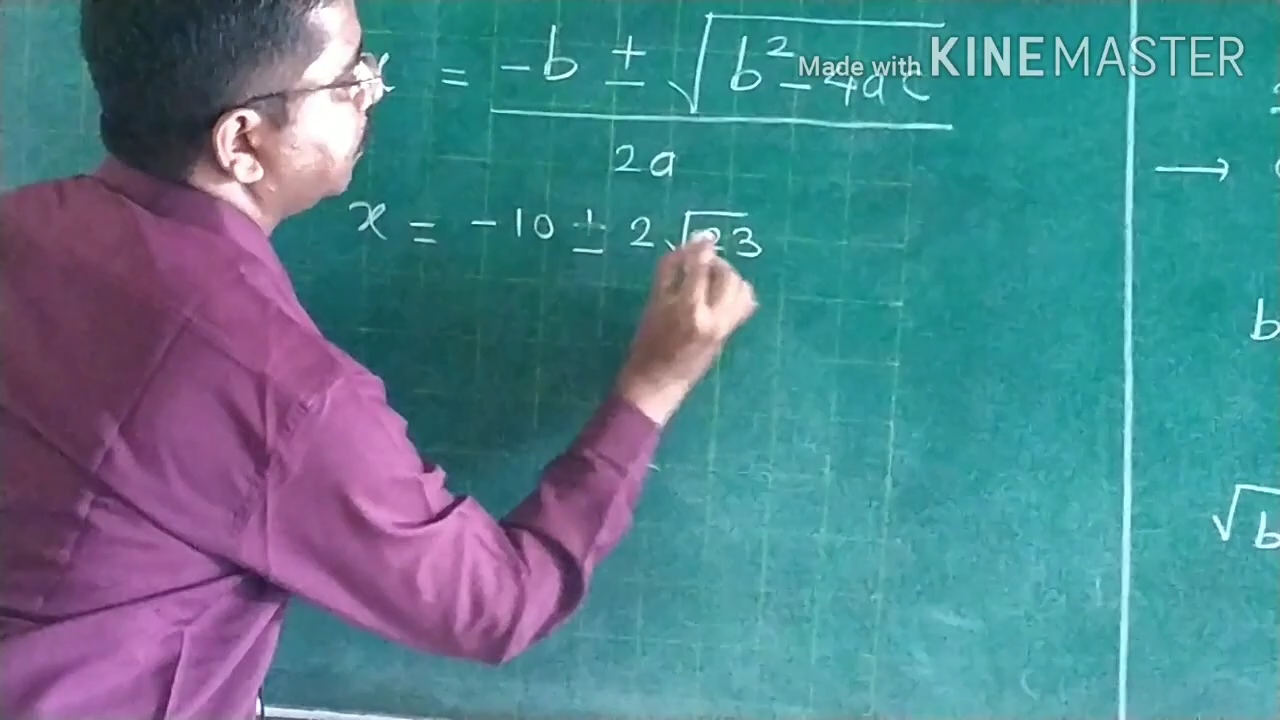 x = -b ± √b² - 4ac
2a
x = -10 ± 2√23
Made with KINEMASTER
→
b
√b